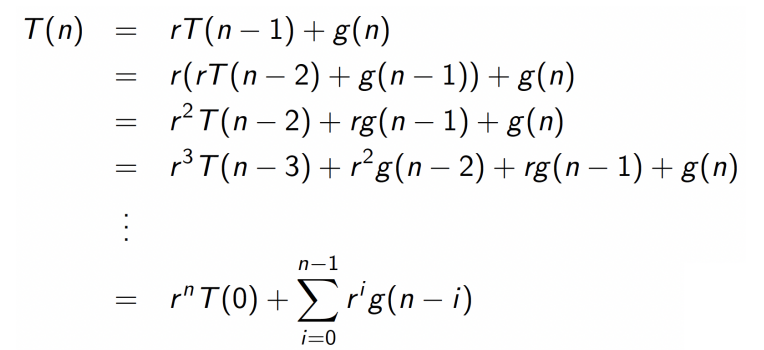 T(n) = rT(n − 1) + g(n)
= r(rT(n − 2) + g(n − 1)) + g(n)
= r²T(n − 2) + rg(n − 1) + g(n)
= r³T(n − 3) + r²g(n − 2) + rg(n − 1) + g(n)
⋮
= rⁿT(0) + ∑_{i=0}^{n−1} rⁱg(n − i)